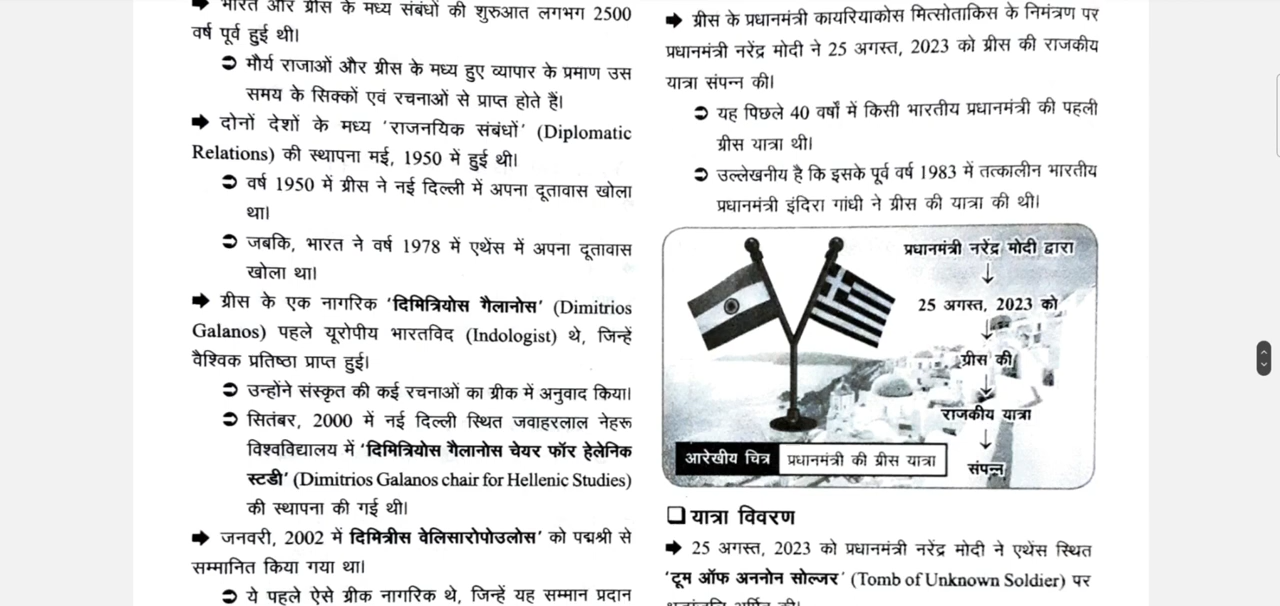 भारत और ग्रीस के मध्य संबंधों की शुरुआत लगभग 2500
वर्ष पूर्व हुई थी।
➲ मौर्य राजाओं और ग्रीस के मध्य हुए व्यापार के प्रमाण उस
समय के सिक्कों एवं रचनाओं से प्राप्त होते हैं।
➡ दोनों देशों के मध्य ‘राजनयिक संबंधों’ (Diplomatic
Relations) की स्थापना मई, 1950 में हुई थी।
➲ वर्ष 1950 में ग्रीस ने नई दिल्ली में अपना दूतावास खोला
था।
➲ जबकि, भारत ने वर्ष 1978 में एथेंस में अपना दूतावास
खोला था।
➡ ग्रीस के एक नागरिक ‘दिमित्रियोस गैलानोस’ (Dimitrios
Galanos) पहले यूरोपीय भारतविद (Indologist) थे, जिन्हें
वैश्विक प्रतिष्ठा प्राप्त हुई।
➲ उन्होंने संस्कृत की कई रचनाओं का ग्रीक में अनुवाद किया।
➲ सितंबर, 2000 में नई दिल्ली स्थित जवाहरलाल नेहरू
विश्वविद्यालय में ‘दिमित्रियोस गैलानोस चेयर फॉर हेलेनिक
स्टडी’ (Dimitrios Galanos chair for Hellenic Studies)
की स्थापना की गई थी।
➡ जनवरी, 2002 में दिमित्रीस वेलिसारोपोउलोस’ को पद्मश्री से
सम्मानित किया गया था।
➲ ये पहले ऐसे ग्रीक नागरिक थे, जिन्हें यह सम्मान प्रदान
➡ ग्रीस के प्रधानमंत्री कायरियाकोस मित्सोताकिस के निमंत्रण पर
प्रधानमंत्री नरेंद्र मोदी ने 25 अगस्त, 2023 को ग्रीस की राजकीय
यात्रा संपन्न की।
➲ यह पिछले 40 वर्षों में किसी भारतीय प्रधानमंत्री की पहली
ग्रीस यात्रा थी।
➲ उल्लेखनीय है कि इसके पूर्व वर्ष 1983 में तत्कालीन भारतीय
प्रधानमंत्री इंदिरा गांधी ने ग्रीस की यात्रा की थी।
प्रधानमंत्री नरेंद्र मोदी द्वारा
↓
25 अगस्त, 2023 को
↓
ग्रीस की
↓
राजकीय यात्रा
↓
संपन्न
आरेखीय चित्र प्रधानमंत्री की ग्रीस यात्रा
❑ यात्रा विवरण
➡ 25 अगस्त, 2023 को प्रधानमंत्री नरेंद्र मोदी ने एथेंस स्थित
‘टूम ऑफ अननोन सोल्जर’ (Tomb of Unknown Soldier) पर